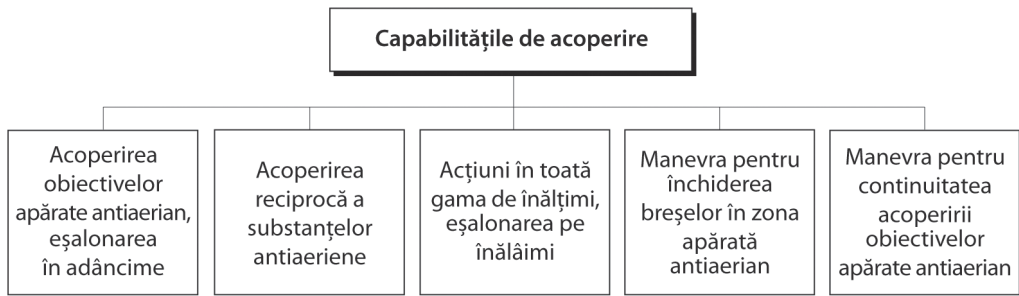 Capabilitățile de acoperire
Acoperirea
obiectivelor
apărate antiaerian,
eșalonarea
în adâncime
Acoperirea
reciprocă a
substanțelor
antiaeriene
Acțiuni în toată
gama de înălțimi,
eșalonarea pe
înălâimi
Manevra pentru
închiderea
breșelor în zona
apărată
antiaerian
Manevra pentru
continuitatea
acoperirii
obiectivelor
apărate antiaerian